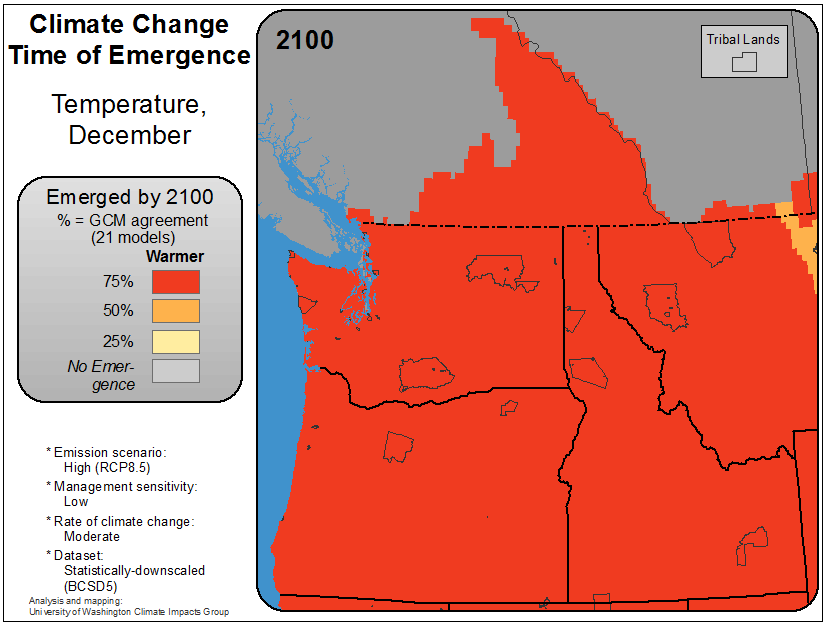 Climate Change
Time of Emergence
Temperature,
December
Emerged by 2100
% = GCM agreement
(21 models)
Warmer
75%
50%
25%
No Emer-
gence
* Emission scenario:
High (RCP8.5)
* Management sensitivity:
Low
* Rate of climate change:
Moderate
* Dataset:
Statistically-downscaled
(BCSD5)
Analysis and mapping:
University of Washington Climate Impacts Group
2100
Tribal Lands